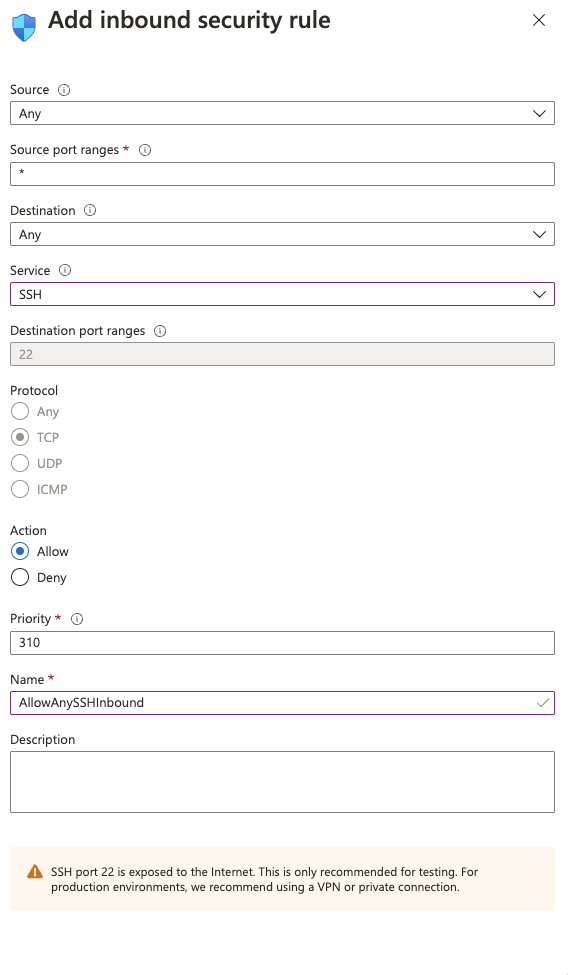 Add inbound security rule
Source
Any
Source port ranges *
*
Destination
Any
Service
SSH
Destination port ranges
22
Protocol
Any
TCP
UDP
ICMP
Action
Allow
Deny
Priority *
310
Name *
AllowAnySSHInbound
Description
SSH port 22 is exposed to the Internet. This is only recommended for testing. For
production environments, we recommend using a VPN or private connection.